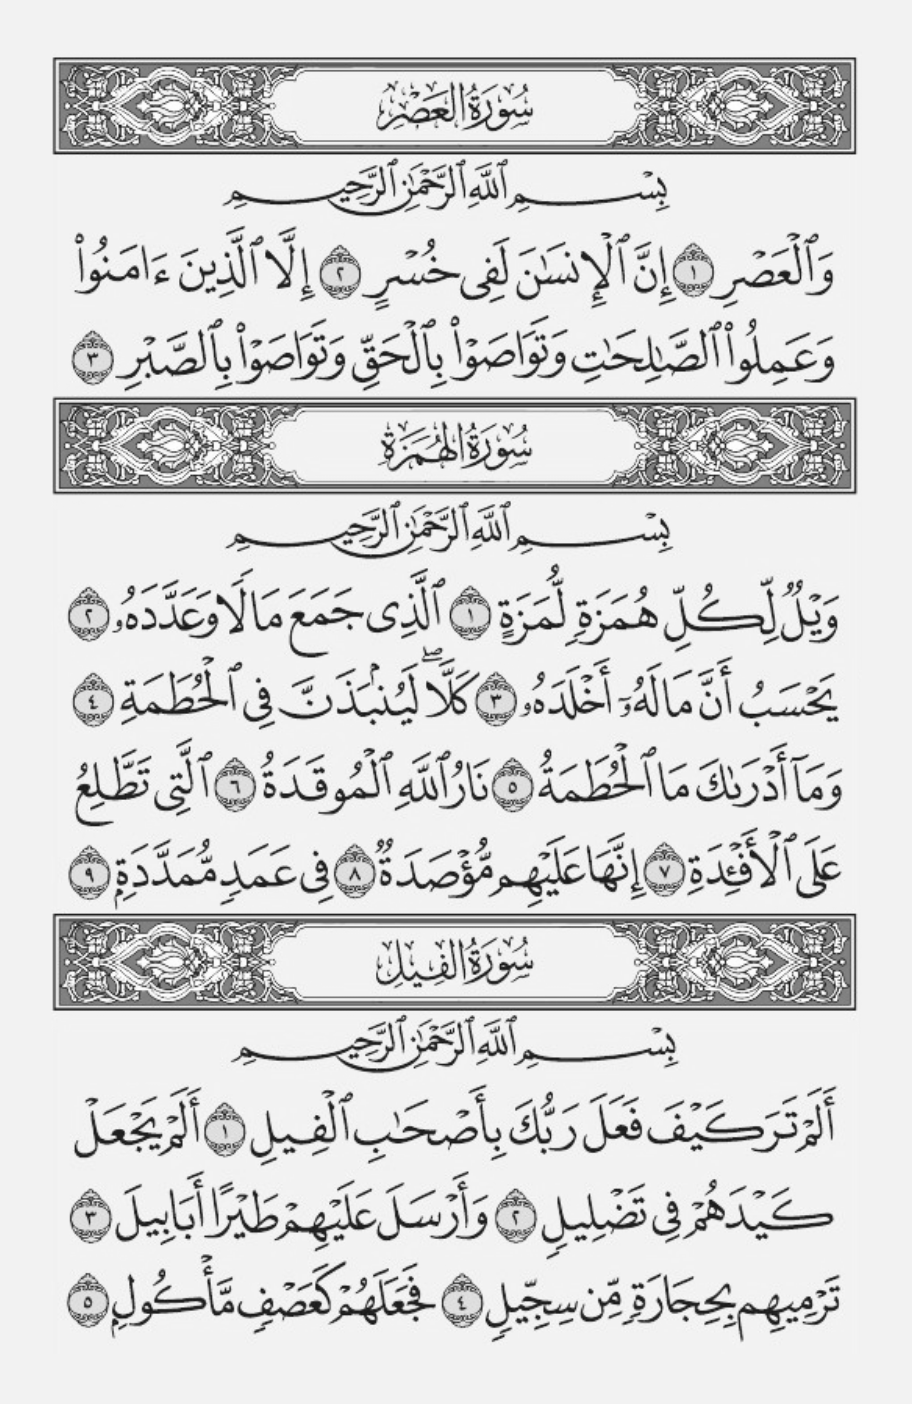 سُورَةُ العَصْرِ
بِسْمِ ٱللَّهِ ٱلرَّحْمَٰنِ ٱلرَّحِيمِ
وَٱلْعَصْرِ ١ إِنَّ ٱلْإِنسَٰنَ لَفِى خُسْرٍ ٢ إِلَّا ٱلَّذِينَ ءَامَنُوا۟
وَعَمِلُوا۟ ٱلصَّٰلِحَٰتِ وَتَوَاصَوْا۟ بِٱلْحَقِّ وَتَوَاصَوْا۟ بِٱلصَّبْرِ ٣
سُورَةُ الهُمَزَةِ
بِسْمِ ٱللَّهِ ٱلرَّحْمَٰنِ ٱلرَّحِيمِ
وَيْلٌ لِّكُلِّ هُمَزَةٍ لُّمَزَةٍ ١ ٱلَّذِى جَمَعَ مَالًا وَعَدَّدَهُۥ ٢
يَحْسَبُ أَنَّ مَالَهُۥٓ أَخْلَدَهُۥ ٣ كَلَّا ۖ لَيُنۢبَذَنَّ فِى ٱلْحُطَمَةِ ٤
وَمَآ أَدْرَىٰكَ مَا ٱلْحُطَمَةُ ٥ نَارُ ٱللَّهِ ٱلْمُوقَدَةُ ٦ ٱلَّتِى تَطَّلِعُ
عَلَى ٱلْأَفْـِٔدَةِ ٧ إِنَّهَا عَلَيْهِم مُّؤْصَدَةٌ ٨ فِى عَمَدٍ مُّمَدَّدَةٍۭ ٩
سُورَةُ الفِيلِ
بِسْمِ ٱللَّهِ ٱلرَّحْمَٰنِ ٱلرَّحِيمِ
أَلَمْ تَرَ كَيْفَ فَعَلَ رَبُّكَ بِأَصْحَٰبِ ٱلْفِيلِ ١ أَلَمْ يَجْعَلْ
كَيْدَهُمْ فِى تَضْلِيلٍ ٢ وَأَرْسَلَ عَلَيْهِمْ طَيْرًا أَبَابِيلَ ٣
تَرْمِيهِم بِحِجَارَةٍ مِّن سِجِّيلٍ ٤ فَجَعَلَهُمْ كَعَصْفٍ مَّأْكُولٍۭ ٥